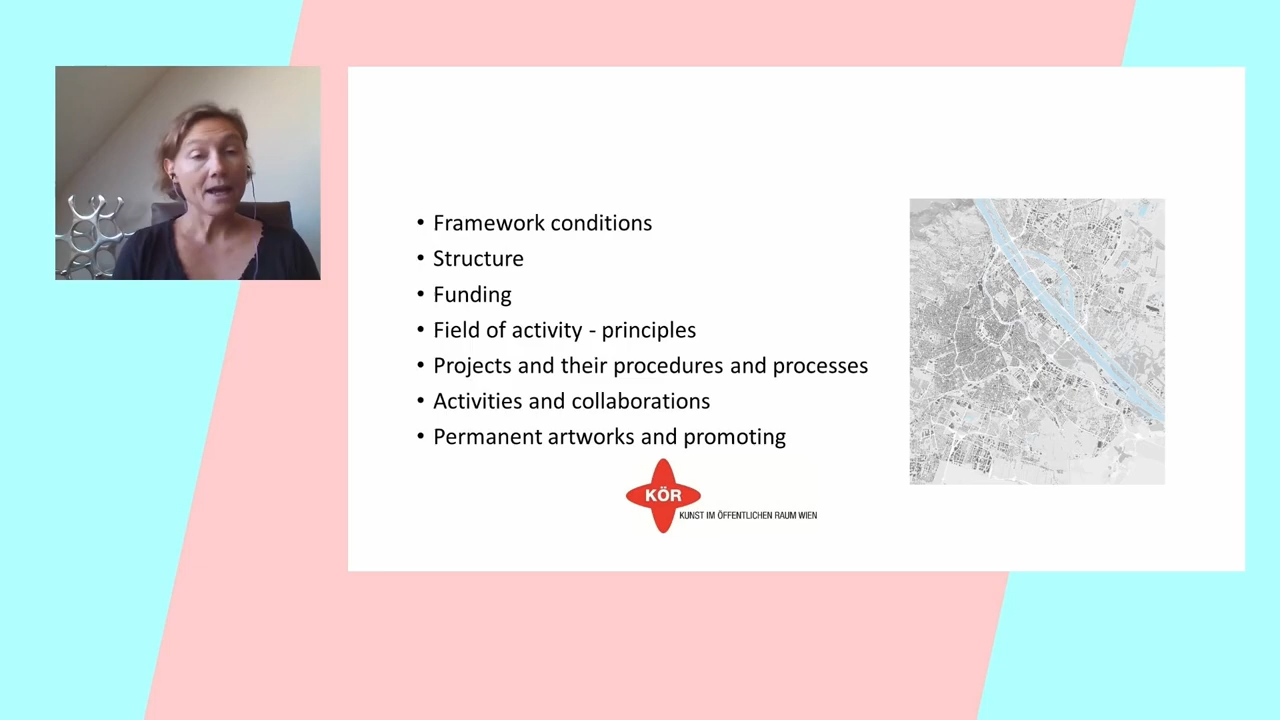 • Framework conditions
• Structure
• Funding
• Field of activity - principles
• Projects and their procedures and processes
• Activities and collaborations
• Permanent artworks and promoting
KÖR
KUNST IM ÖFFENTLICHEN RAUM WIEN